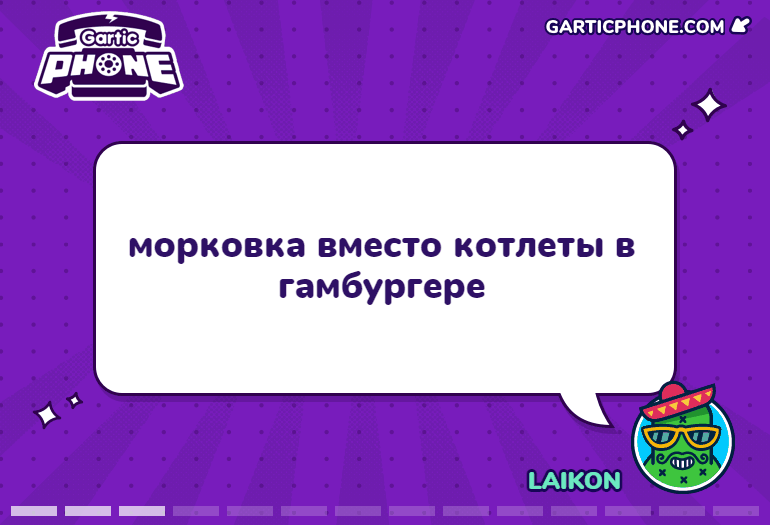 Gartic
PHONE
GARTICPHONE.COM
морковка вместо котлеты в
гамбургере
LAIKON